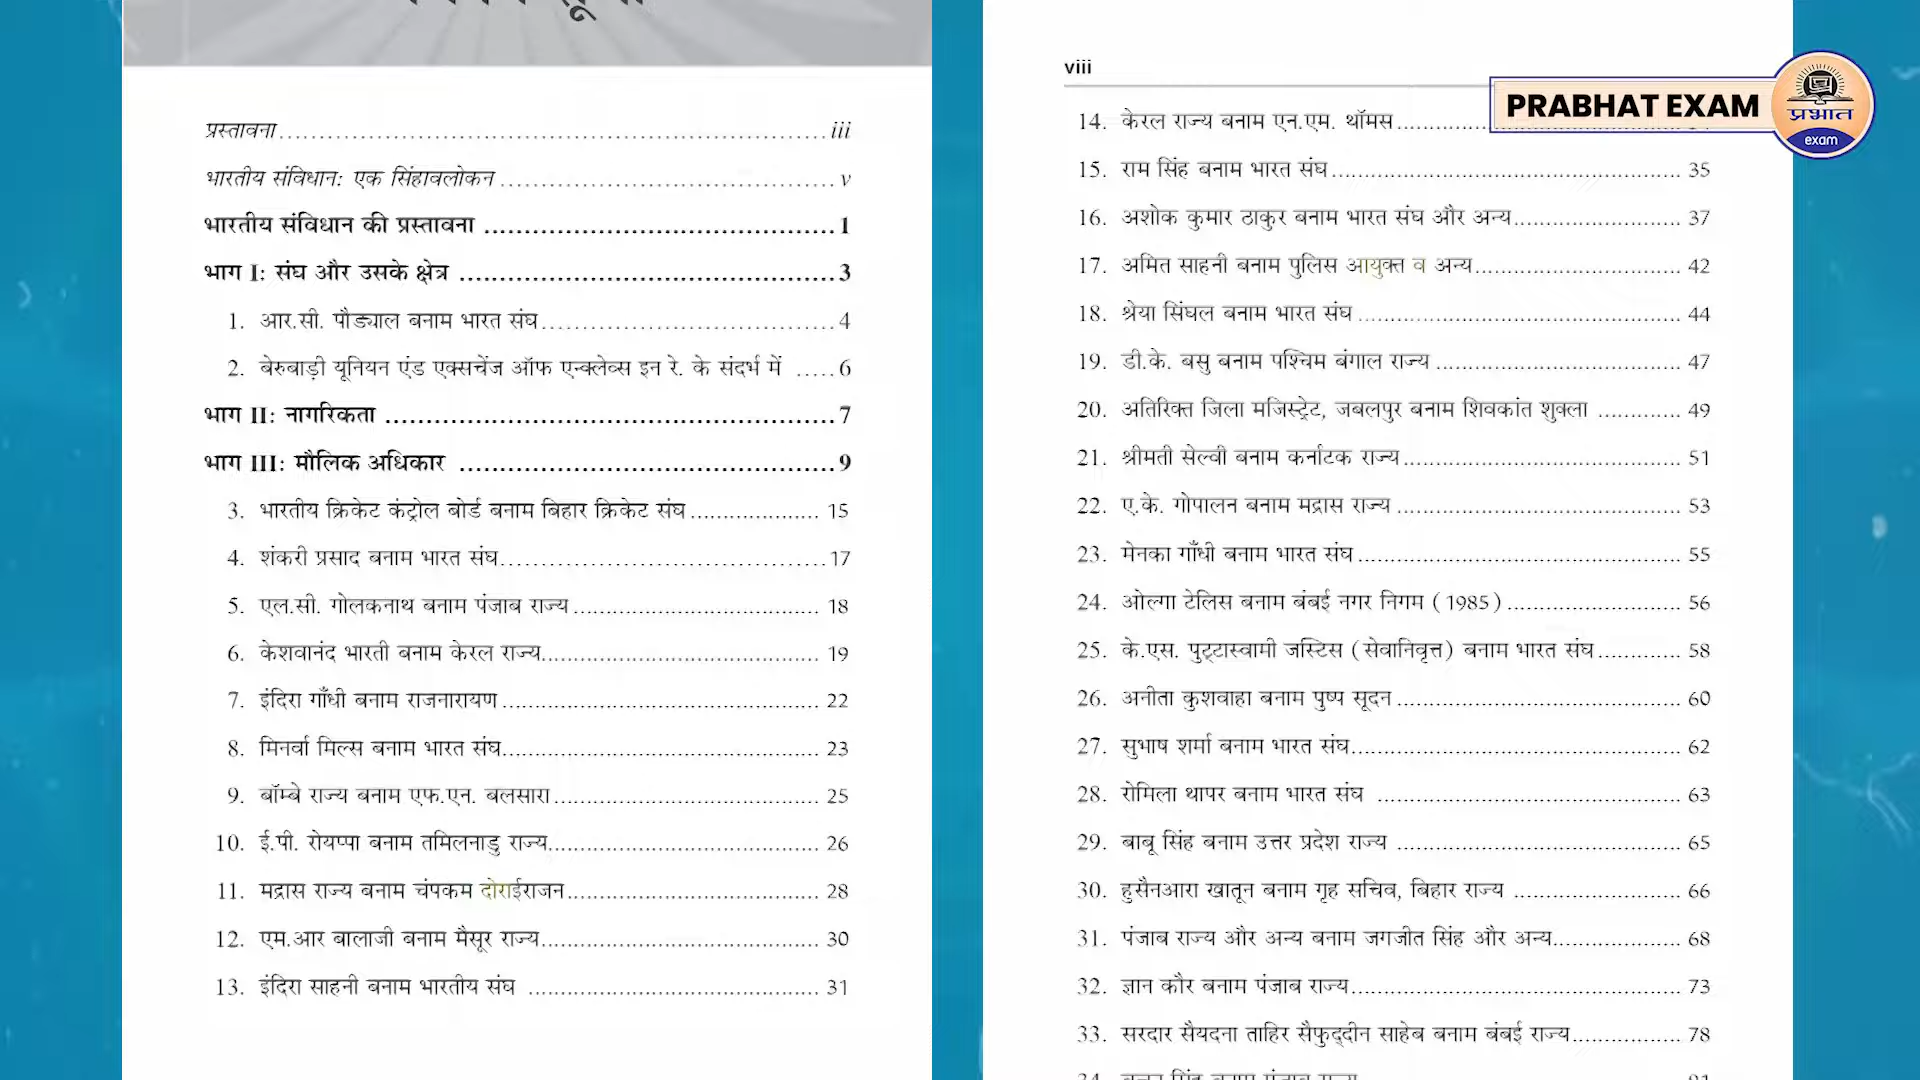 प्रस्तावना ................ iii
भारतीय संविधान: एक सिंहावलोकन ................ v
भारतीय संविधान की प्रस्तावना ................ 1
भाग I: संघ और उसके क्षेत्र ................ 3
1. आर.सी. पौड्याल बनाम भारत संघ ................ 4
2. बेरुबाड़ी यूनियन एंड एक्सचेंज ऑफ एन्क्लेव्स इन रे. के संदर्भ में ..... 6
भाग II: नागरिकता ................ 7
भाग III: मौलिक अधिकार ................ 9
3. भारतीय क्रिकेट कंट्रोल बोर्ड बनाम बिहार क्रिकेट संघ ................ 15
4. शंकरी प्रसाद बनाम भारत संघ ................ 17
5. एल.सी. गोलकनाथ बनाम पंजाब राज्य ................ 18
6. केशवानंद भारती बनाम केरल राज्य ................ 19
7. इंदिरा गाँधी बनाम राजनारायण ................ 22
8. मिनर्वा मिल्स बनाम भारत संघ ................ 23
9. बॉम्बे राज्य बनाम एफ.एन. बलसारा ................ 25
10. ई.पी. रोयप्पा बनाम तमिलनाडु राज्य ................ 26
11. मद्रास राज्य बनाम चंपकम दोराईराजन ................ 28
12. एम.आर बालाजी बनाम मैसूर राज्य ................ 30
13. इंदिरा साहनी बनाम भारतीय संघ ................ 31
viii
PRABHAT EXAM
प्रभात
exam
14. केरल राज्य बनाम एन.एम. थॉमस ................
15. राम सिंह बनाम भारत संघ ................ 35
16. अशोक कुमार ठाकुर बनाम भारत संघ और अन्य ................ 37
17. अमित साहनी बनाम पुलिस आयुक्त व अन्य ................ 42
18. श्रेया सिंघल बनाम भारत संघ ................ 44
19. डी.के. बसु बनाम पश्चिम बंगाल राज्य ................ 47
20. अतिरिक्त जिला मजिस्ट्रेट, जबलपुर बनाम शिवकांत शुक्ला ............ 49
21. श्रीमती सेल्वी बनाम कर्नाटक राज्य ................ 51
22. ए.के. गोपालन बनाम मद्रास राज्य ................ 53
23. मेनका गाँधी बनाम भारत संघ ................ 55
24. ओल्गा टेलिस बनाम बंबई नगर निगम (1985) ................ 56
25. के.एस. पुट्टास्वामी जस्टिस (सेवानिवृत्त) बनाम भारत संघ ............ 58
26. अनीता कुशवाहा बनाम पुष्प सूदन ................ 60
27. सुभाष शर्मा बनाम भारत संघ ................ 62
28. रोमिला थापर बनाम भारत संघ ................ 63
29. बाबू सिंह बनाम उत्तर प्रदेश राज्य ................ 65
30. हुसैनआरा खातून बनाम गृह सचिव, बिहार राज्य ................ 66
31. पंजाब राज्य और अन्य बनाम जगजीत सिंह और अन्य ................ 68
32. ज्ञान कौर बनाम पंजाब राज्य ................ 73
33. सरदार सैयदना ताहिर सैफुद्दीन साहेब बनाम बंबई राज्य ................ 78